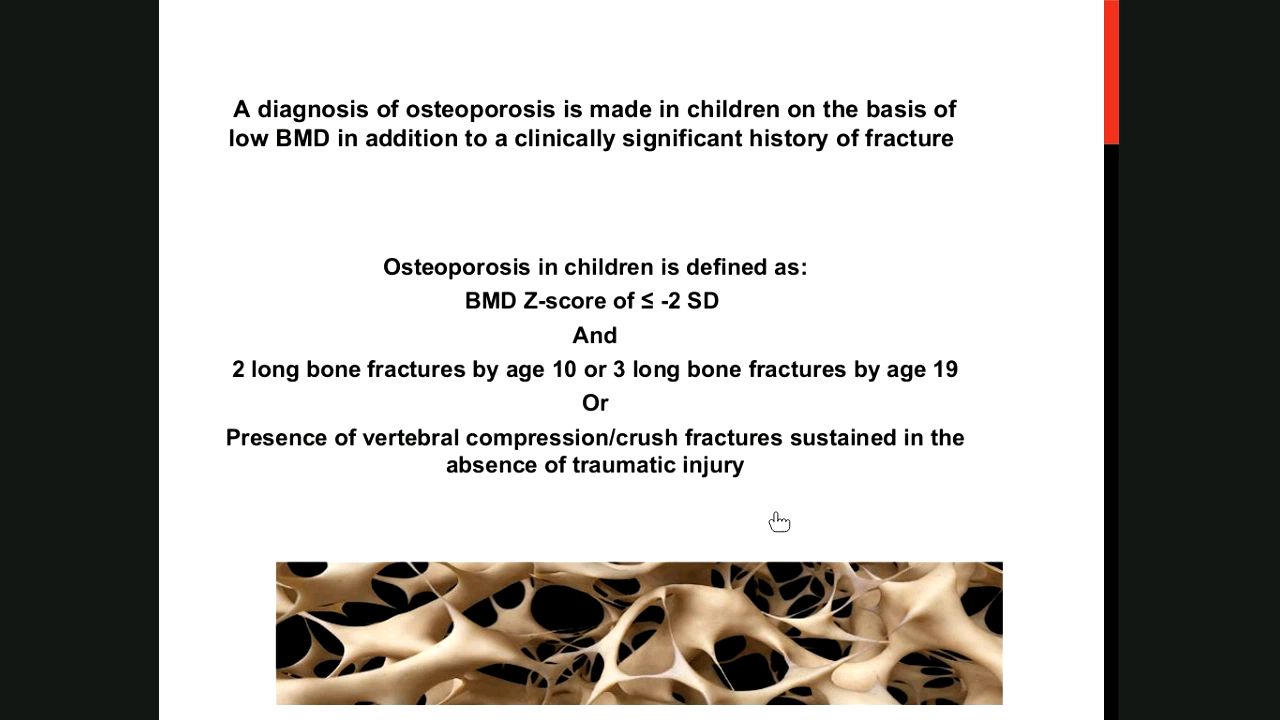 A diagnosis of osteoporosis is made in children on the basis of
low BMD in addition to a clinically significant history of fracture
Osteoporosis in children is defined as:
BMD Z-score of ≤ -2 SD
And
2 long bone fractures by age 10 or 3 long bone fractures by age 19
Or
Presence of vertebral compression/crush fractures sustained in the
absence of traumatic injury